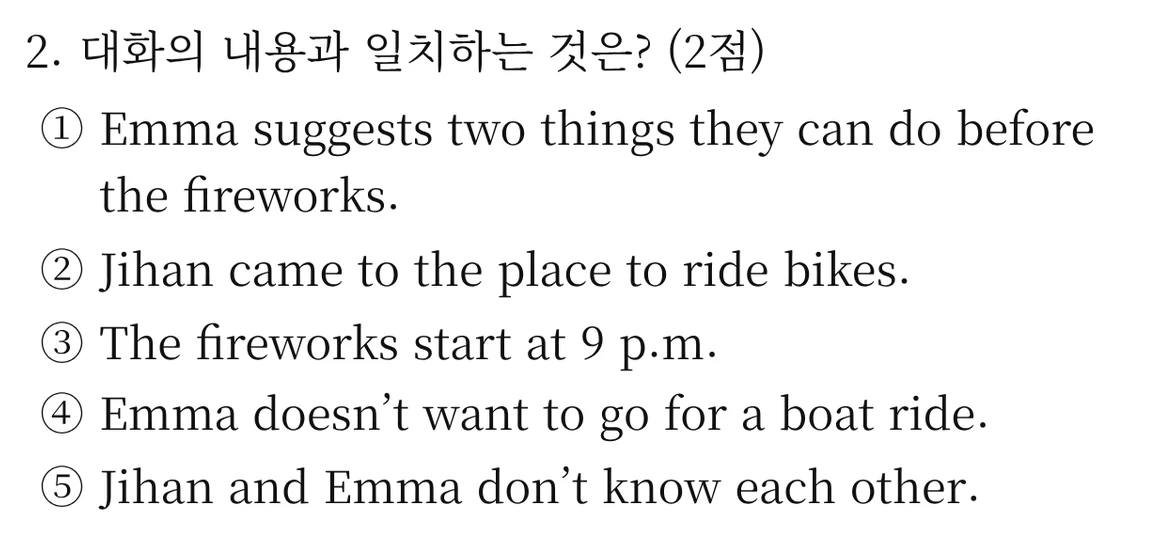 2. 대화의 내용과 일치하는 것은? (2점)
① Emma suggests two things they can do before
the fireworks.
② Jihan came to the place to ride bikes.
③ The fireworks start at 9 p.m.
④ Emma doesn’t want to go for a boat ride.
⑤ Jihan and Emma don’t know each other.